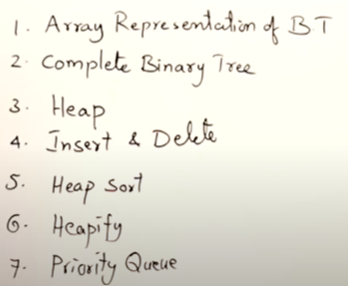 1. Array Representation of BT
2. Complete Binary Tree
3. Heap
4. Insert & Delete
5. Heap Sort
6. Heapify
7. Priority Queue